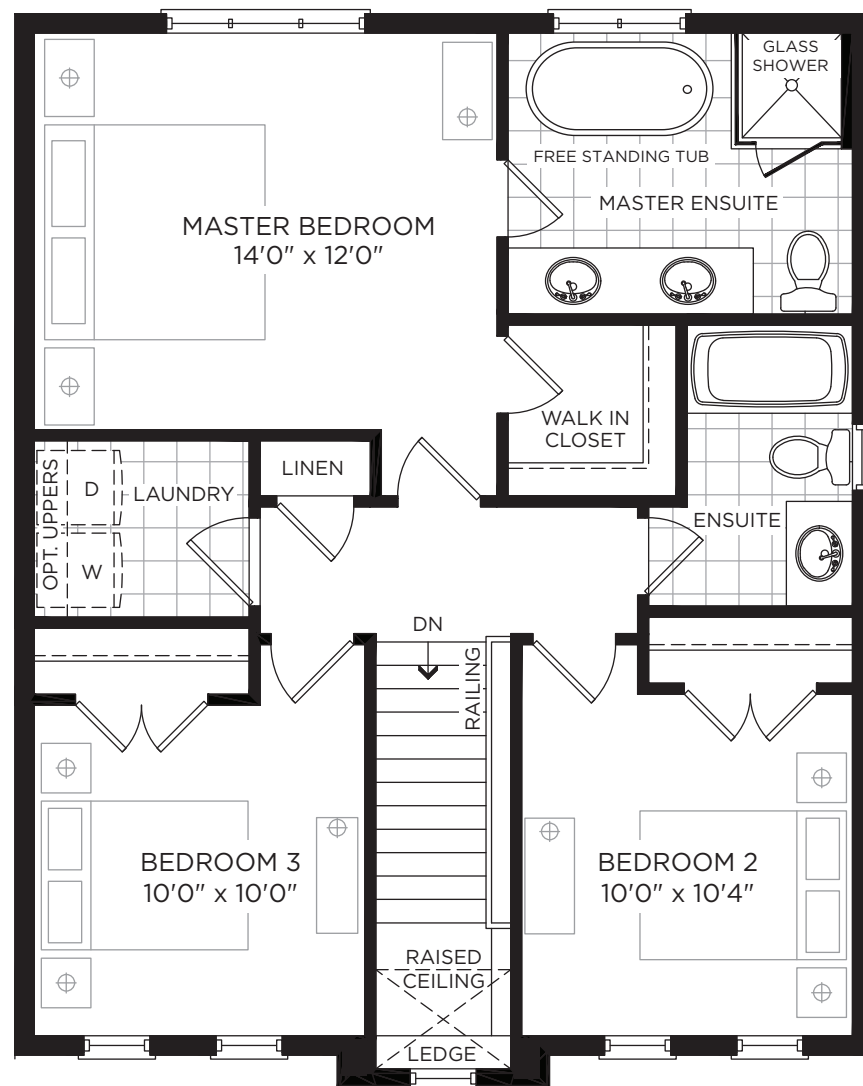 GLASS
SHOWER
FREE STANDING TUB
MASTER ENSUITE
MASTER BEDROOM
14'0" x 12'0"
WALK IN
CLOSET
LINEN
OPT. UPPERS
D
LAUNDRY
W
ENSUITE
DN
RAILING
BEDROOM 3
10'0" x 10'0"
BEDROOM 2
10'0" x 10'4"
RAISED
CEILING
LEDGE